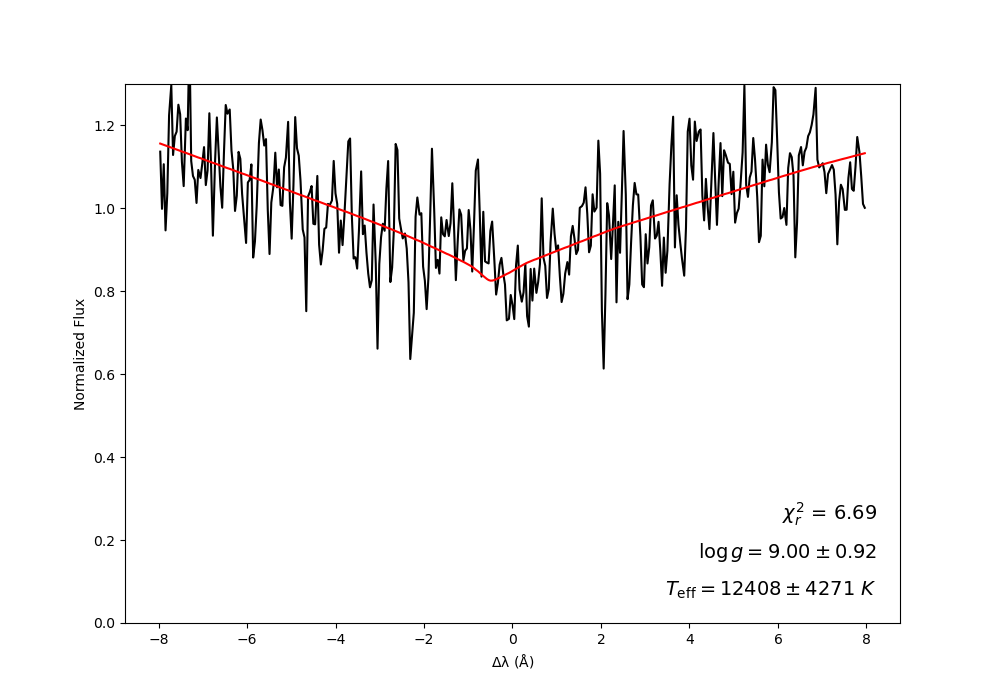 1.2
1.0
0.8
0.6
0.4
0.2
0.0
Normalized Flux
χ²ᵣ = 6.69
log g = 9.00 ± 0.92
T_eff = 12408 ± 4271 K
−8 −6 −4 −2 0 2 4 6 8
Δλ (Å)